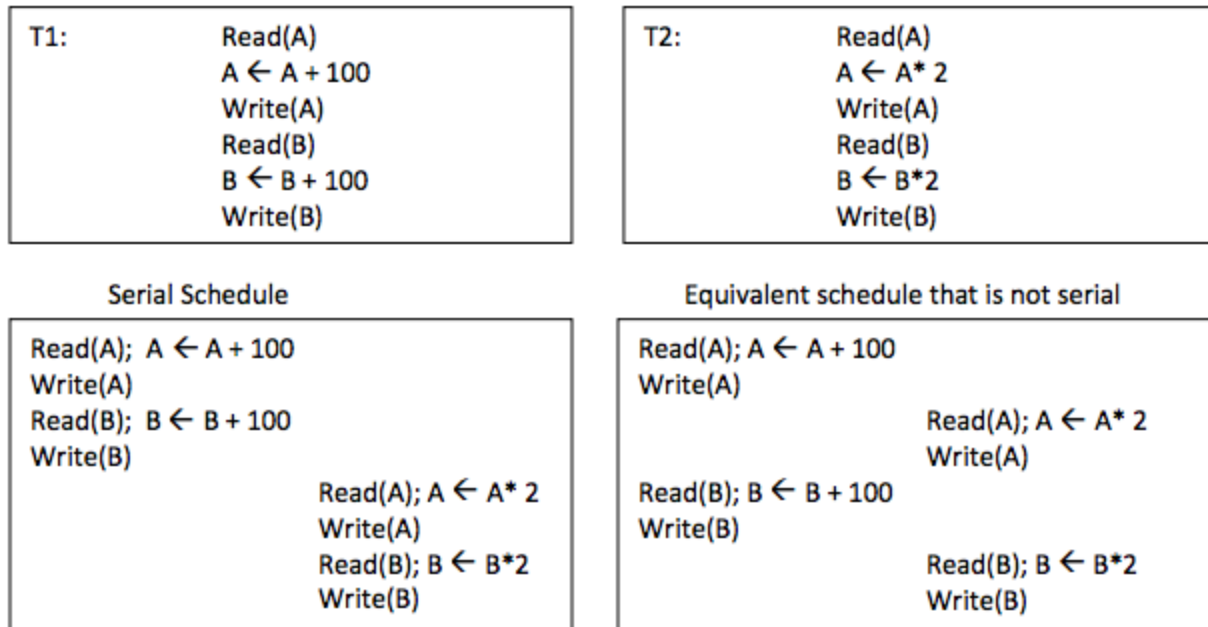 T1: Read(A)
A ← A + 100
Write(A)
Read(B)
B ← B + 100
Write(B)
T2: Read(A)
A ← A* 2
Write(A)
Read(B)
B ← B*2
Write(B)
Serial Schedule
Read(A); A ← A + 100
Write(A)
Read(B); B ← B + 100
Write(B)
Read(A); A ← A* 2
Write(A)
Read(B); B ← B*2
Write(B)
Equivalent schedule that is not serial
Read(A); A ← A + 100
Write(A)
Read(A); A ← A* 2
Write(A)
Read(B); B ← B + 100
Write(B)
Read(B); B ← B*2
Write(B)